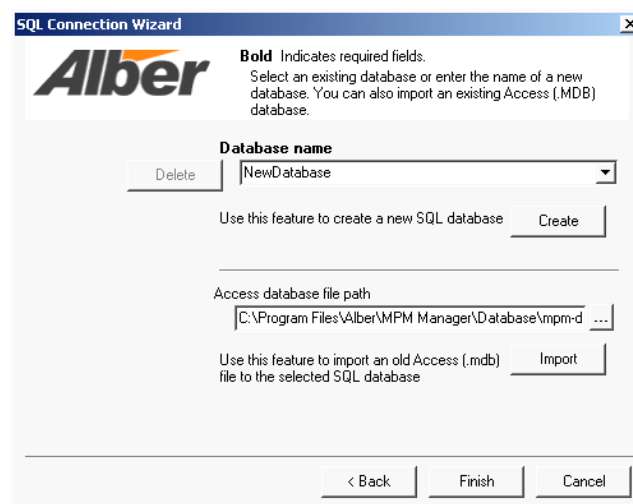 SQL Connection Wizard
Alber
Bold Indicates required fields.
Select an existing database or enter the name of a new
database. You can also import an existing Access (.MDB)
database.
Database name
Delete
NewDatabase
Use this feature to create a new SQL database
Create
Access database file path
C:\Program Files\Alber\MPM Manager\Database\mpm-d
...
Use this feature to import an old Access (.mdb)
file to the selected SQL database
Import
< Back
Finish
Cancel